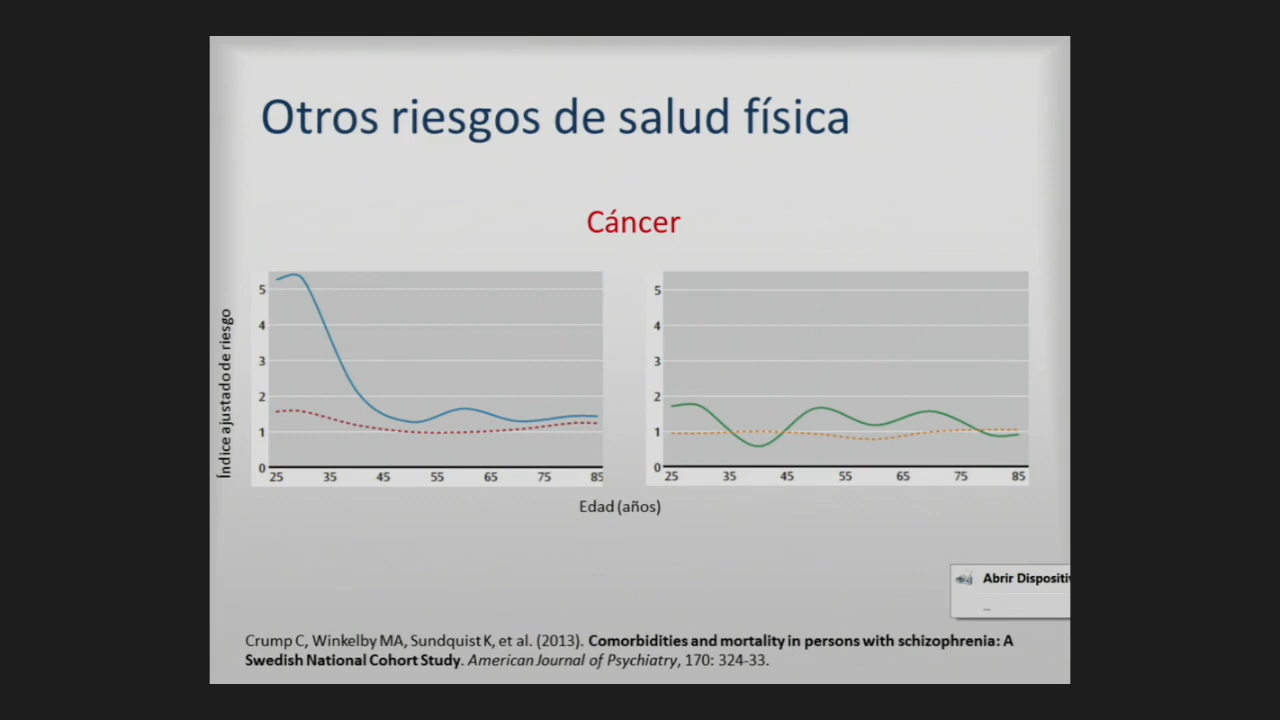 Otros riesgos de salud física
Cáncer
Índice ajustado de riesgo
5
4
3
2
1
0
25 35 45 55 65 75 85
5
4
3
2
1
0
25 35 45 55 65 75 85
Edad (años)
Abrir Dispositiv
...
Crump C, Winkelby MA, Sundquist K, et al. (2013). Comorbidities and mortality in persons with schizophrenia: A
Swedish National Cohort Study. American Journal of Psychiatry, 170: 324-33.